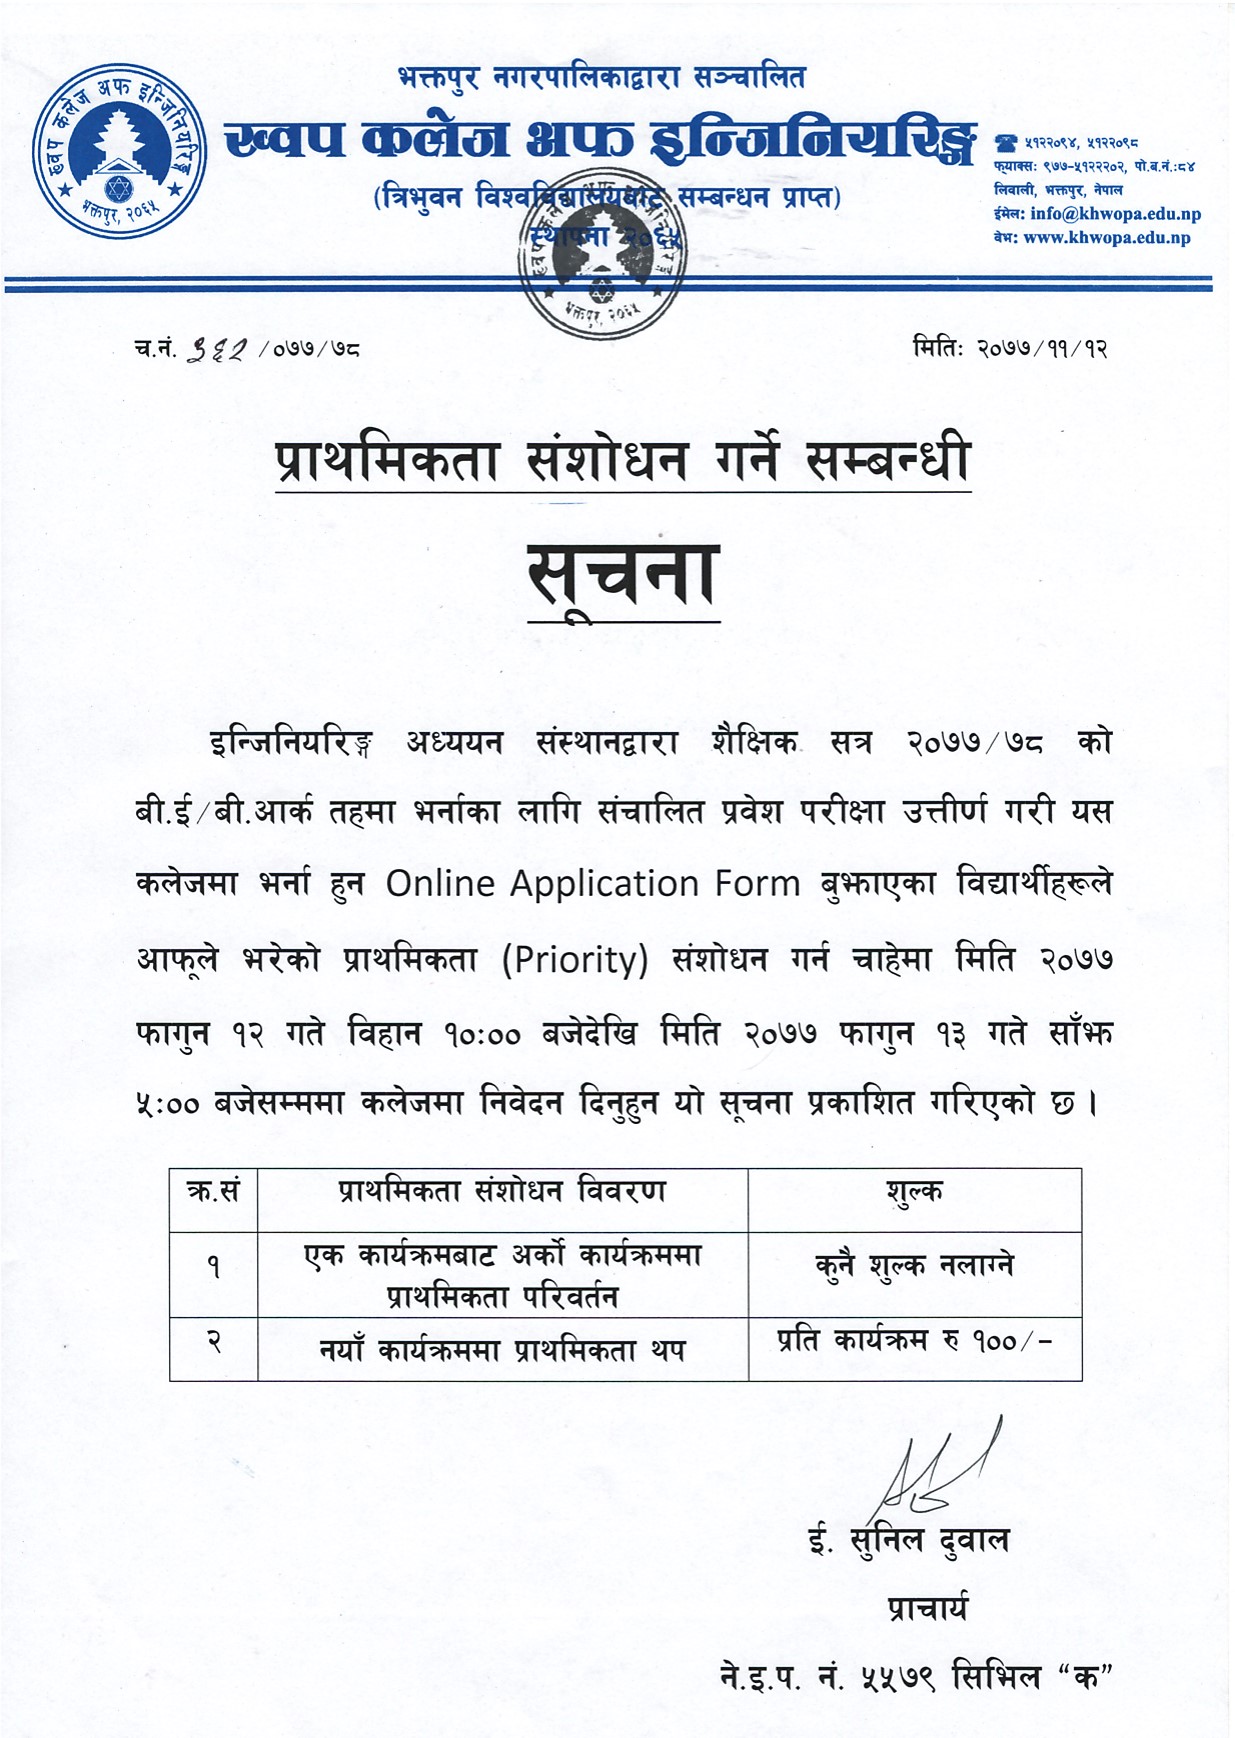 ख्वप कलेज अफ इन्जिनियरिङ्ग
भक्तपुर, २०६५
भक्तपुर नगरपालिकाद्वारा सञ्चालित
ख्वप कलेज अफ इन्जिनियरिङ्ग
(त्रिभुवन विश्वविद्यालयबाट सम्बन्धन प्राप्त)
स्थापना २०६५
☎ ५१२२०९४, ५१२२०९८
फ्याक्सः ९७७-५१२२२०२, पो.ब.नं.:८४
लिवाली, भक्तपुर, नेपाल
ईमेल: info@khwopa.edu.np
वेभ: www.khwopa.edu.np
ख्वप कलेज अफ इन्जिनियरिङ्ग
भक्तपुर, २०६५
च.नं. ३६२/०७७/७८
मितिः २०७७/११/१२
प्राथमिकता संशोधन गर्ने सम्बन्धी
सूचना
इन्जिनियरिङ्ग अध्ययन संस्थानद्वारा शैक्षिक सत्र २०७७/७८ को
बी.ई/बी.आर्क तहमा भर्नाका लागि संचालित प्रवेश परीक्षा उत्तीर्ण गरी यस
कलेजमा भर्ना हुन Online Application Form बुझाएका विद्यार्थीहरूले
आफूले भरेको प्राथमिकता (Priority) संशोधन गर्न चाहेमा मिति २०७७
फागुन १२ गते विहान १०:०० बजेदेखि मिति २०७७ फागुन १३ गते साँझ
५:०० बजेसम्ममा कलेजमा निवेदन दिनुहुन यो सूचना प्रकाशित गरिएको छ ।
क्र.सं प्राथमिकता संशोधन विवरण शुल्क
१ एक कार्यक्रमबाट अर्को कार्यक्रममा प्राथमिकता परिवर्तन कुनै शुल्क नलाग्ने
२ नयाँ कार्यक्रममा प्राथमिकता थप प्रति कार्यक्रम रु १००/-
ई. सुनिल दुवाल
प्राचार्य
ने.इ.प. नं. ५५७९ सिभिल “क”